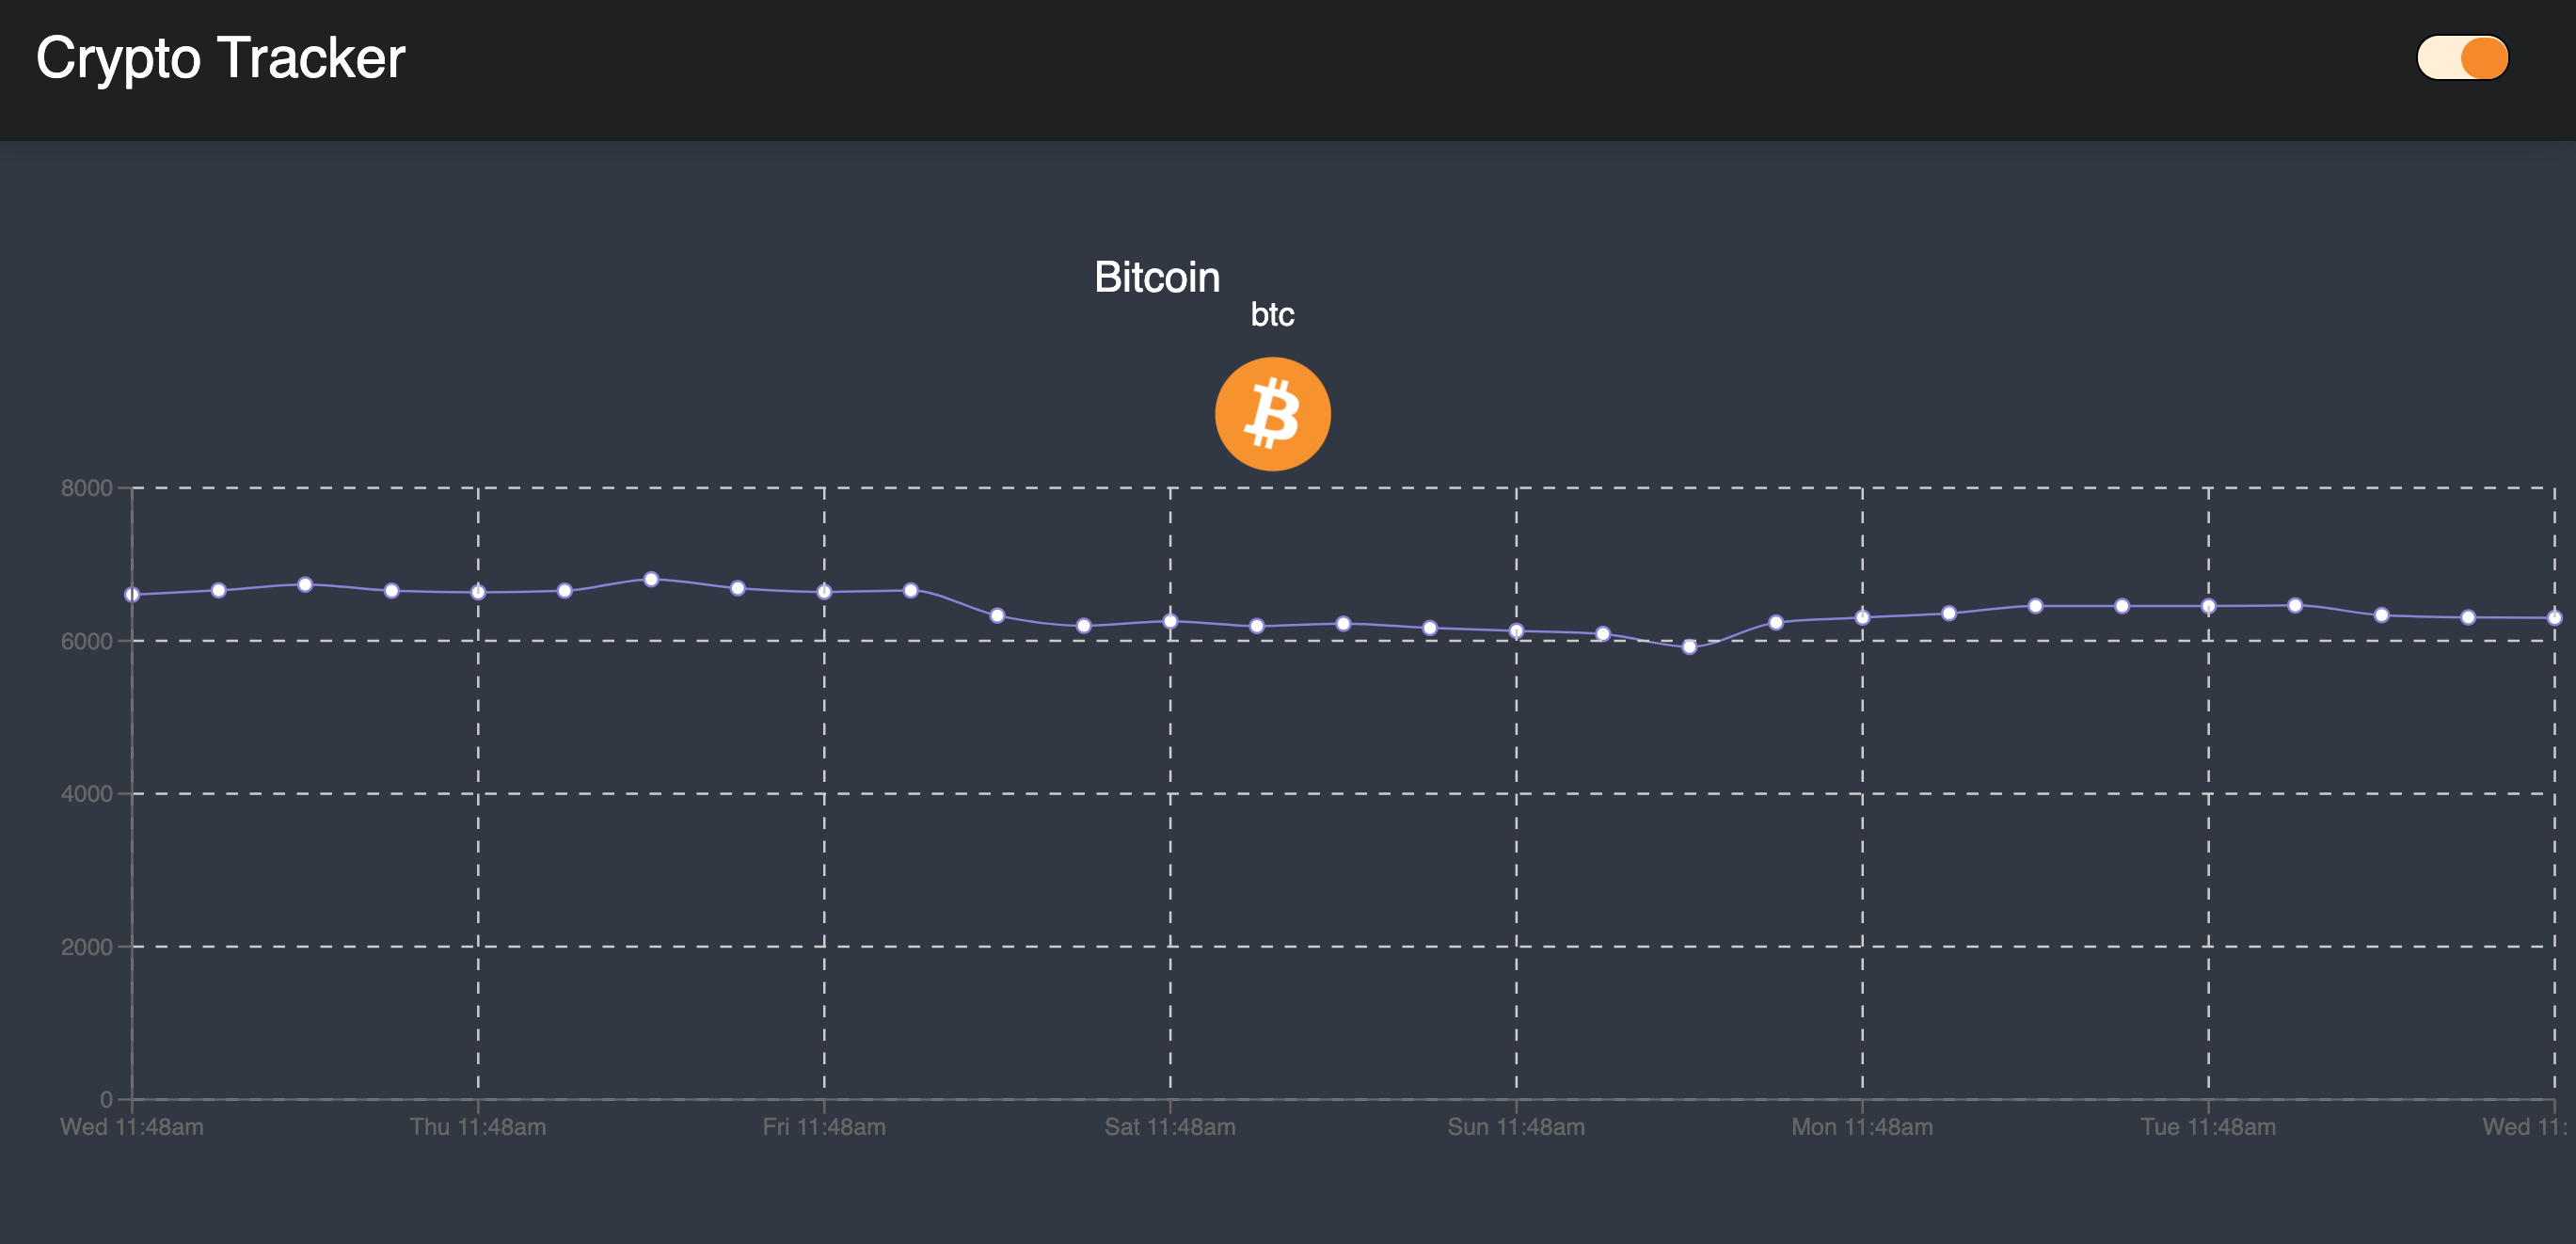 Crypto Tracker
Bitcoin
btc
8000
6000
4000
2000
0
Wed 11:48am Thu 11:48am Fri 11:48am Sat 11:48am Sun 11:48am Mon 11:48am Tue 11:48am Wed 11: